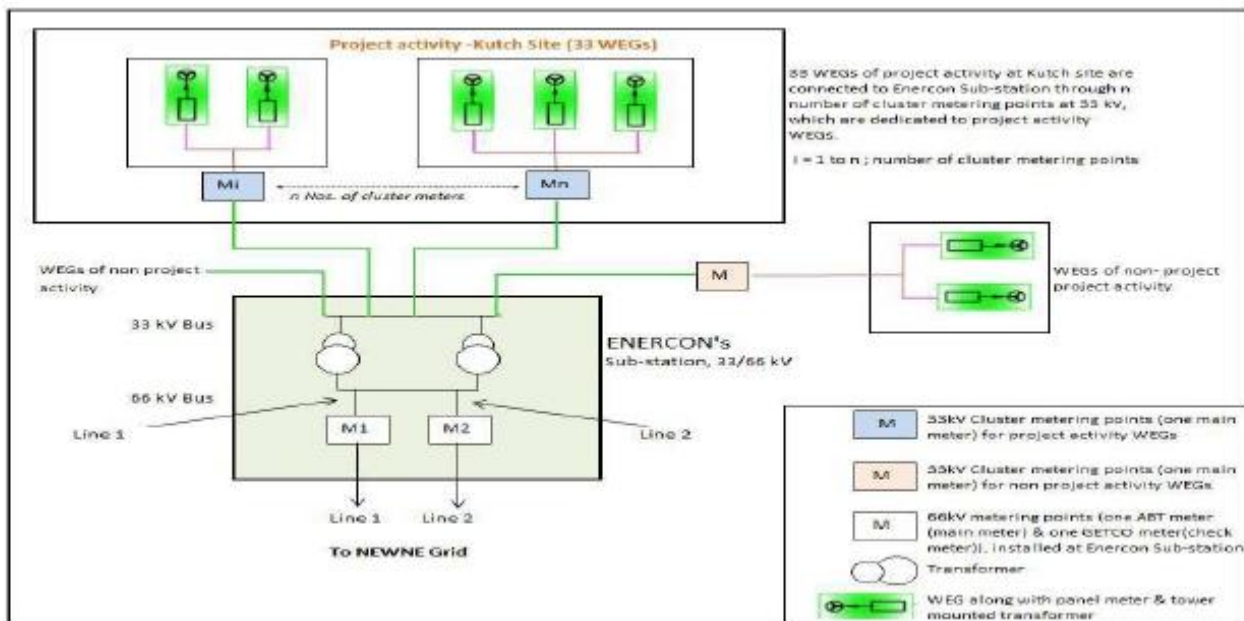 Project activity -Kutch Site (33 WEGs)
33 WEGs of project activity at Kutch site are
connected to Enercon Sub-station through n
number of cluster metering points at 33 kv,
which are dedicated to project activity
WEGs.
i = 1 to n ; number of cluster metering points
Mi
n Nos. of cluster meters
Mn
WEGs of non project
activity
M
WEGs of non- project
project activity
33 kV Bus
ENERCON's
Sub-station, 33/66 kV
66 kV Bus
Line 1
M1
M2
Line 2
Line 1
Line 2
To NEWNE Grid
M
33kV Cluster metering points (one main
meter) for project activity WEGs
M
33kV Cluster metering points (one main
meter) for non project activity WEGs
M
66kV metering points (one ABT meter
(main meter) & one GETCO meter(check
meter)), installed at Enercon Sub-station
Transformer
WEG along with panel meter & tower
mounted transformer